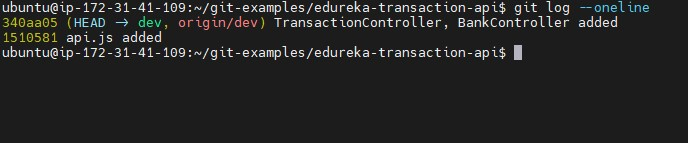 ubuntu@ip-172-31-41-109:~/git-examples/edureka-transaction-api$ git log --oneline
340aa05 (HEAD -> dev, origin/dev) TransactionController, BankController added
1510581 api.js added
ubuntu@ip-172-31-41-109:~/git-examples/edureka-transaction-api$